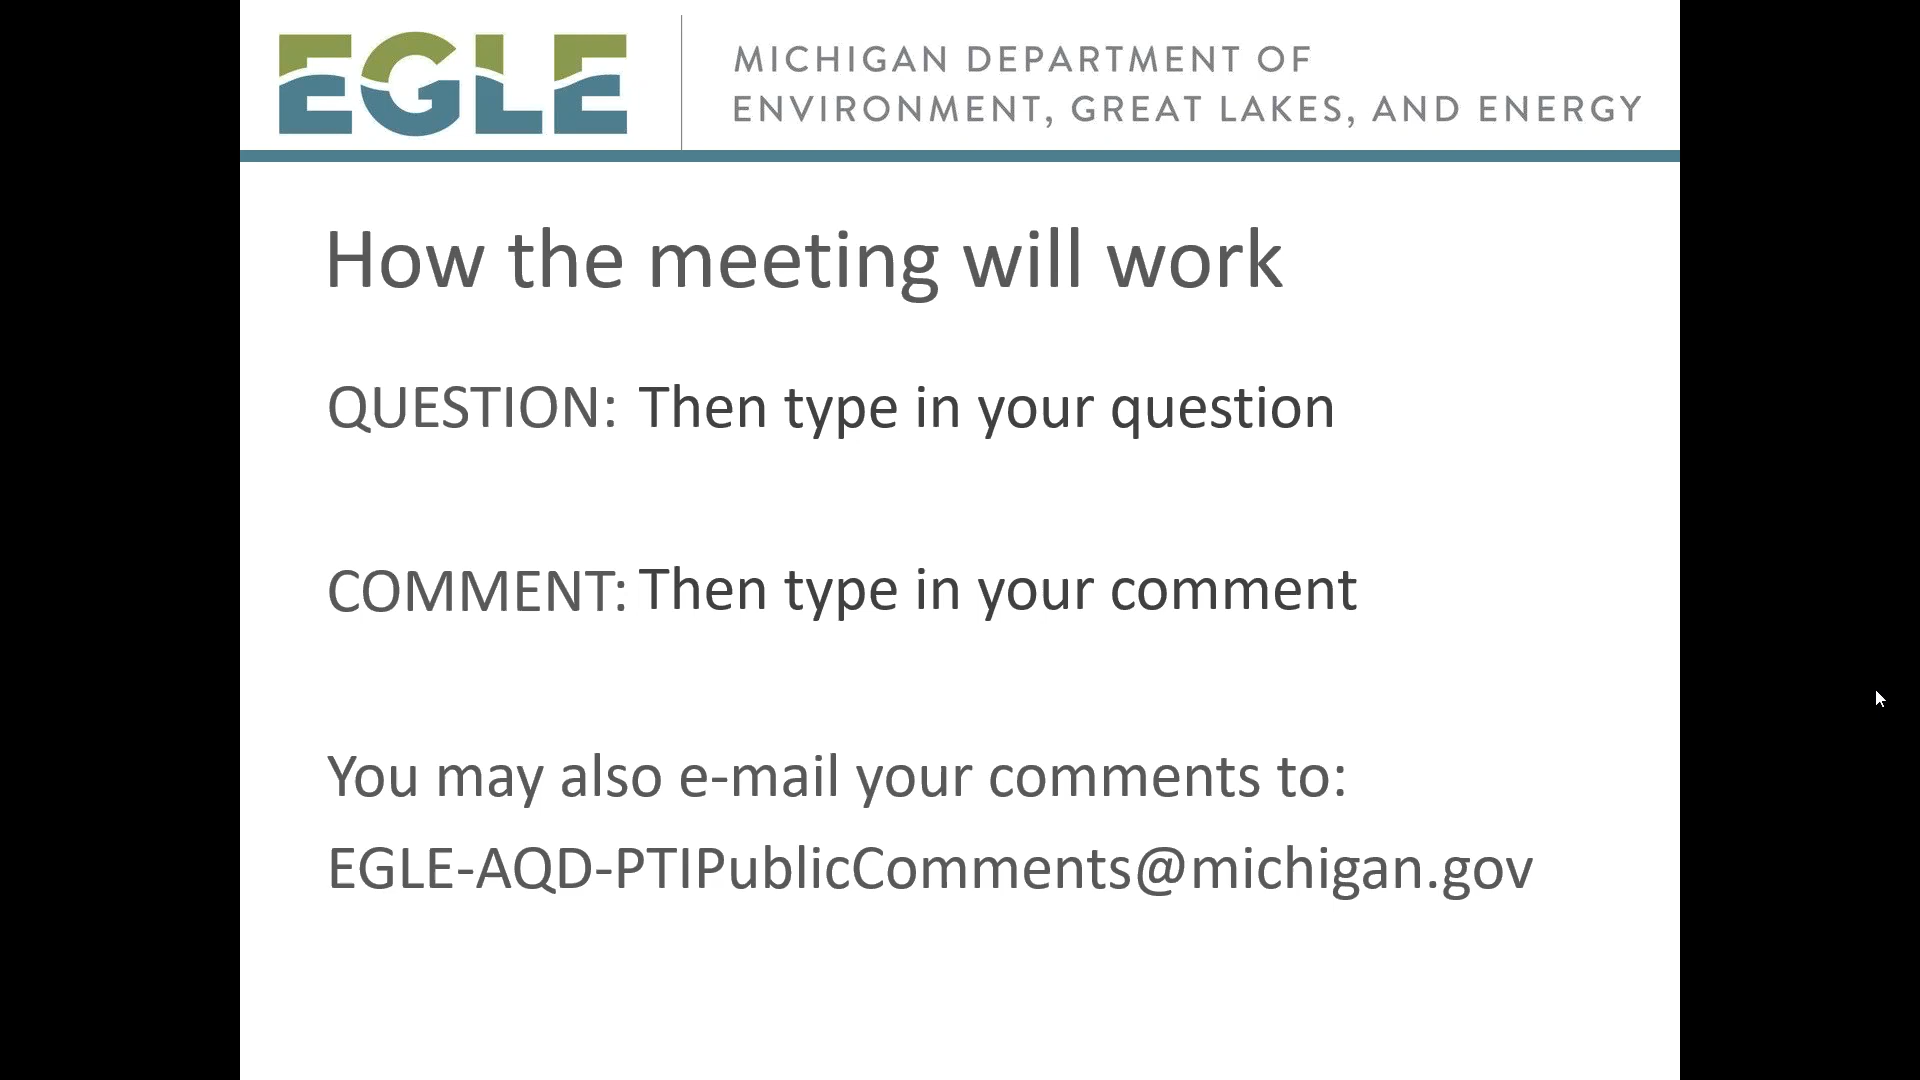 EGLE
MICHIGAN DEPARTMENT OF
ENVIRONMENT, GREAT LAKES, AND ENERGY
How the meeting will work
QUESTION: Then type in your question
COMMENT: Then type in your comment
You may also e-mail your comments to:
EGLE-AQD-PTIPublicComments@michigan.gov